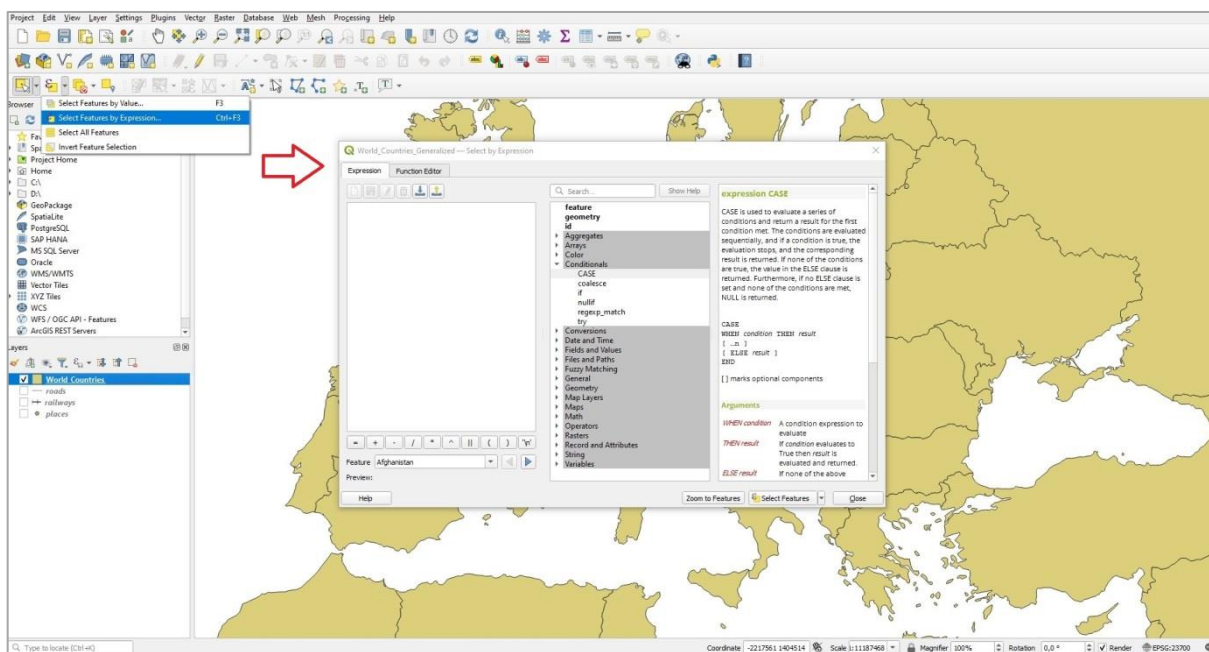 Project Edit View Layer Settings Plugins Vector Raster Database Web Mesh Processing Help
Select Features by Value... F3
Select Features by Expression... Ctrl+F3
Select All Features
Invert Feature Selection
Browser
Project Home
Home
C:\
D:\
GeoPackage
SpatiaLite
PostgreSQL
SAP HANA
MS SQL Server
Oracle
WMS/WMTS
Vector Tiles
XYZ Tiles
WCS
WFS / OGC API - Features
ArcGIS REST Servers
Layers
World Countries
roads
railways
places
World_Countries_Generalized — Select by Expression
Expression Function Editor
Search... Show Help
feature
geometry
id
Aggregates
Arrays
Color
Conditionals
CASE
coalesce
if
nullif
regexp_match
try
Conversions
Date and Time
Fields and Values
Files and Paths
Fuzzy Matching
General
Geometry
Map Layers
Maps
Math
Operators
Rasters
Record and Attributes
String
Variables
expression CASE
CASE is used to evaluate a series of
conditions and return a result for the first
condition met. The conditions are evaluated
sequentially, and if a condition is true, the
evaluation stops, and the corresponding
result is returned. If none of the conditions
are true, the value in the ELSE clause is
returned. Furthermore, if no ELSE clause is
set and none of the conditions are met,
NULL is returned.
CASE
WHEN condition THEN result
[ …n ]
[ ELSE result ]
END
[ ] marks optional components
Arguments
WHEN condition A condition expression to
evaluate
THEN result If condition evaluates to
True then result is
evaluated and returned.
ELSE result If none of the above
= + - / * ^ || ( ) '\n'
Feature Afghanistan
Preview:
Help Zoom to Features Select Features Close
Type to locate (Ctrl+K) Coordinate -2217561 1404514 Scale 1:11187468 Magnifier 100% Rotation 0,0 ° Render EPSG:23700